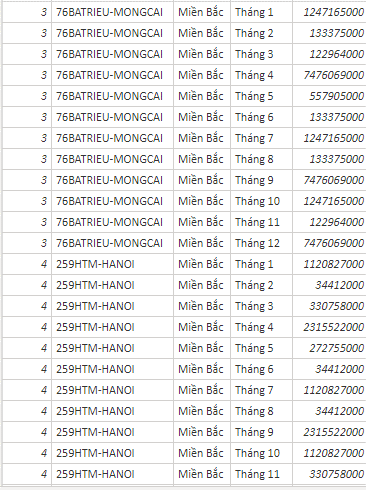 3 76BATRIEU-MONGCAI Miền Bắc Tháng 1 1247165000
3 76BATRIEU-MONGCAI Miền Bắc Tháng 2 133375000
3 76BATRIEU-MONGCAI Miền Bắc Tháng 3 122964000
3 76BATRIEU-MONGCAI Miền Bắc Tháng 4 7476069000
3 76BATRIEU-MONGCAI Miền Bắc Tháng 5 557905000
3 76BATRIEU-MONGCAI Miền Bắc Tháng 6 133375000
3 76BATRIEU-MONGCAI Miền Bắc Tháng 7 1247165000
3 76BATRIEU-MONGCAI Miền Bắc Tháng 8 133375000
3 76BATRIEU-MONGCAI Miền Bắc Tháng 9 7476069000
3 76BATRIEU-MONGCAI Miền Bắc Tháng 10 1247165000
3 76BATRIEU-MONGCAI Miền Bắc Tháng 11 122964000
3 76BATRIEU-MONGCAI Miền Bắc Tháng 12 7476069000
4 259HTM-HANOI Miền Bắc Tháng 1 1120827000
4 259HTM-HANOI Miền Bắc Tháng 2 34412000
4 259HTM-HANOI Miền Bắc Tháng 3 330758000
4 259HTM-HANOI Miền Bắc Tháng 4 2315522000
4 259HTM-HANOI Miền Bắc Tháng 5 272755000
4 259HTM-HANOI Miền Bắc Tháng 6 34412000
4 259HTM-HANOI Miền Bắc Tháng 7 1120827000
4 259HTM-HANOI Miền Bắc Tháng 8 34412000
4 259HTM-HANOI Miền Bắc Tháng 9 2315522000
4 259HTM-HANOI Miền Bắc Tháng 10 1120827000
4 259HTM-HANOI Miền Bắc Tháng 11 330758000